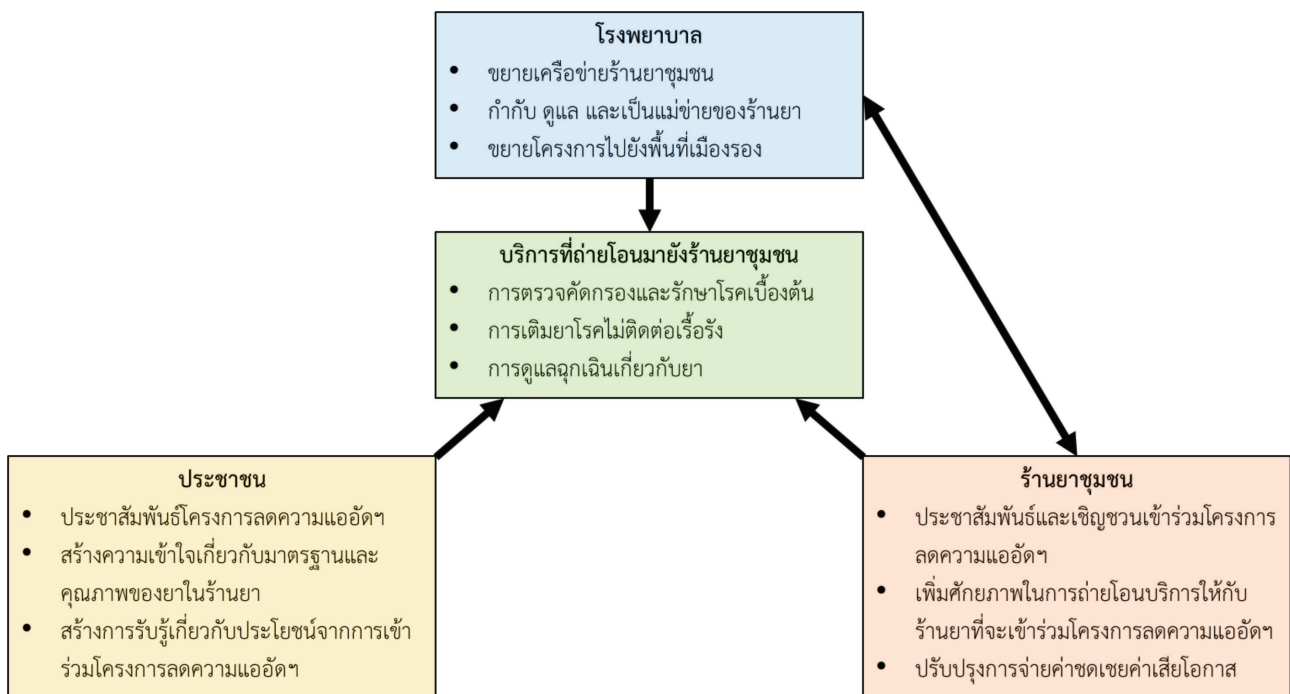 โรงพยาบาล
• ขยายเครือข่ายร้านยาชุมชน
• กำกับ ดูแล และเป็นแม่ข่ายของร้านยา
• ขยายโครงการไปยังพื้นที่เมืองรอง
บริการที่ถ่ายโอนมายังร้านยาชุมชน
• การตรวจคัดกรองและรักษาโรคเบื้องต้น
• การเติมยาโรคไม่ติดต่อเรื้อรัง
• การดูแลฉุกเฉินเกี่ยวกับยา
ประชาชน
• ประชาสัมพันธ์โครงการลดความแออัดฯ
• สร้างความเข้าใจเกี่ยวกับมาตรฐานและ
คุณภาพของยาในร้านยา
• สร้างการรับรู้เกี่ยวกับประโยชน์จากการเข้า
ร่วมโครงการลดความแออัดฯ
ร้านยาชุมชน
• ประชาสัมพันธ์และเชิญชวนเข้าร่วมโครงการ
ลดความแออัดฯ
• เพิ่มศักยภาพในการถ่ายโอนบริการให้กับ
ร้านยาที่จะเข้าร่วมโครงการลดความแออัดฯ
• ปรับปรุงการจ่ายค่าชดเชยค่าเสียโอกาส